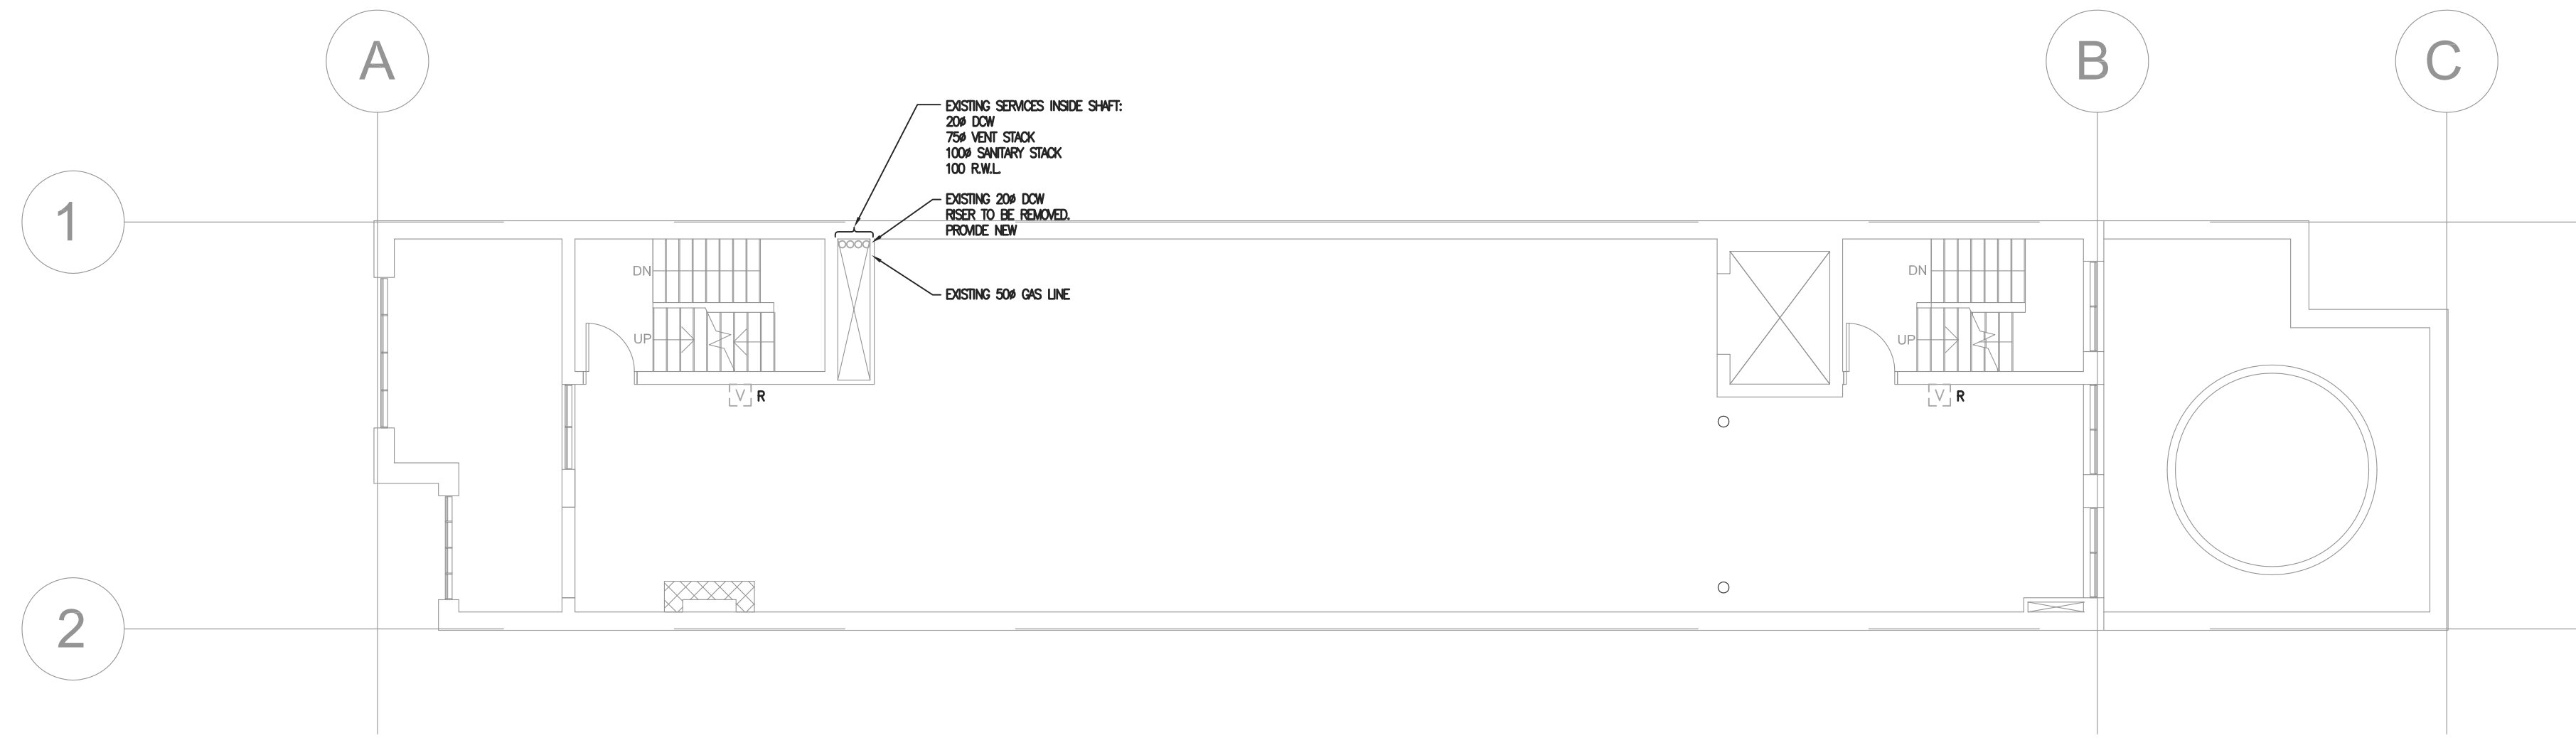 A
B
C
EXISTING SERVICES INSIDE SHAFT:
20ø DCW
75ø VENT STACK
100ø SANITARY STACK
100 R.W.L.
EXISTING 20ø DCW
RISER TO BE REMOVED.
PROVIDE NEW
1
DN
DN
EXISTING 50ø GAS LINE
UP
UP
V R
V R
2